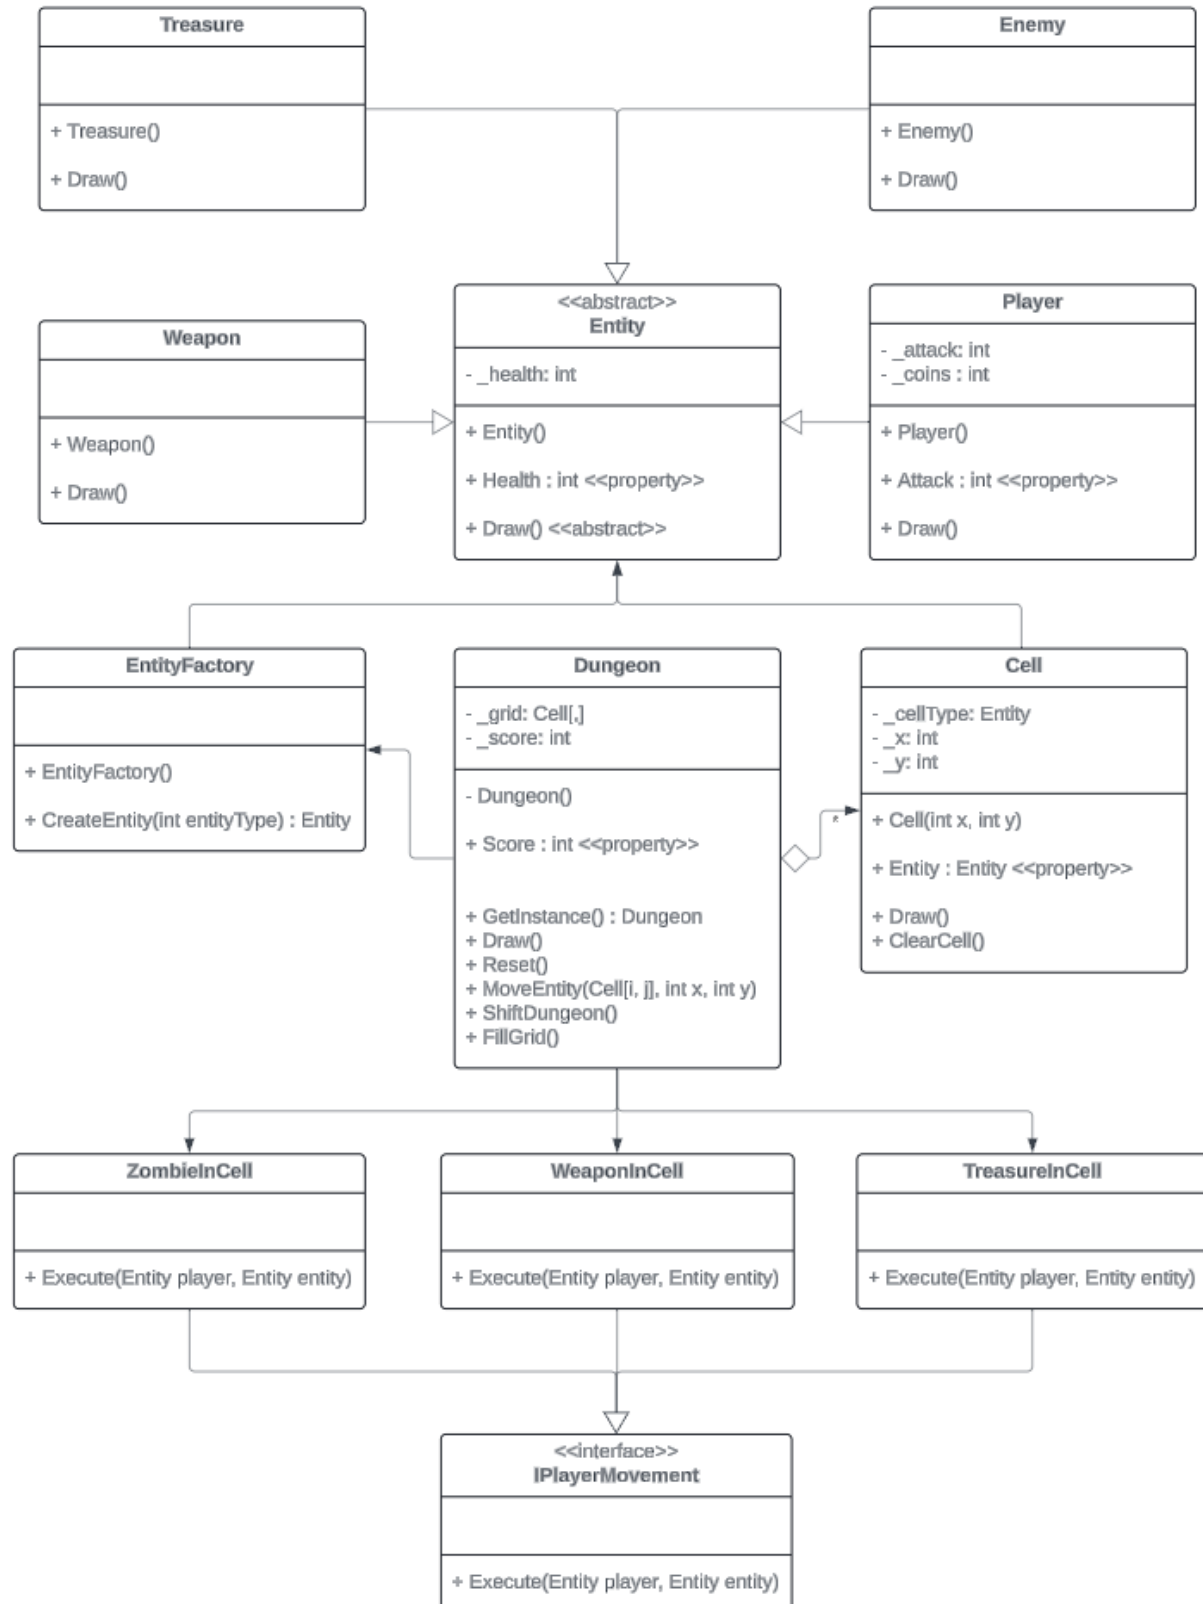 Treasure
+ Treasure()
+ Draw()
Enemy
+ Enemy()
+ Draw()
Weapon
+ Weapon()
+ Draw()
<<abstract>>
Entity
- _health: int
+ Entity()
+ Health : int <<property>>
+ Draw() <<abstract>>
Player
- _attack: int
- _coins : int
+ Player()
+ Attack : int <<property>>
+ Draw()
EntityFactory
+ EntityFactory()
+ CreateEntity(int entityType) : Entity
Dungeon
- _grid: Cell[,]
- _score: int
- Dungeon()
+ Score : int <<property>>
+ GetInstance() : Dungeon
+ Draw()
+ Reset()
+ MoveEntity(Cell[i, j], int x, int y)
+ ShiftDungeon()
+ FillGrid()
*
Cell
- _cellType: Entity
- _x: int
- _y: int
+ Cell(int x, int y)
+ Entity : Entity <<property>>
+ Draw()
+ ClearCell()
ZombieInCell
+ Execute(Entity player, Entity entity)
WeaponInCell
+ Execute(Entity player, Entity entity)
TreasureInCell
+ Execute(Entity player, Entity entity)
<<interface>>
IPlayerMovement
+ Execute(Entity player, Entity entity)